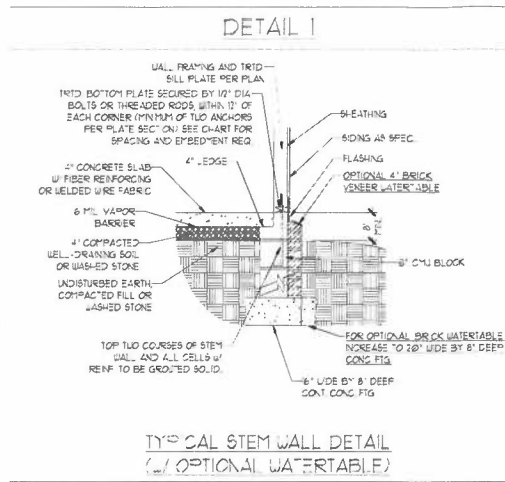 DETAIL 1
WALL FRAMING AND TRTD
SILL PLATE PER PLAN
TRTD BOTTOM PLATE SECURED BY 1/2" DIA
BOLTS OR THREADED RODS, WITHIN 12" OF
EACH CORNER (MINIMUM OF TWO ANCHORS
PER PLATE SECTION) SEE CHART FOR
SPACING AND EMBEDMENT REQ.
4" LEDGE
4" CONCRETE SLAB
W/ FIBER REINFORCING
OR WELDED WIRE FABRIC
6 MIL VAPOR
BARRIER
4" COMPACTED
WELL-DRAINING SOIL
OR WASHED STONE
UNDISTURBED EARTH,
COMPACTED FILL OR
WASHED STONE
TOP TWO COURSES OF STEM
WALL AND ALL CELLS W/
REINF TO BE GROUTED SOLID.
SHEATHING
SIDING AS SPEC.
FLASHING
OPTIONAL 4" BRICK
VENEER WATERTABLE
8"
MIN.
8" CMU BLOCK
FOR OPTIONAL BRICK WATERTABLE
INCREASE TO 20" WIDE BY 8" DEEP
CONC FTG
16" WIDE BY 8" DEEP
CONT. CONC. FTG
TYPICAL STEM WALL DETAIL
(W/ OPTIONAL WATERTABLE)